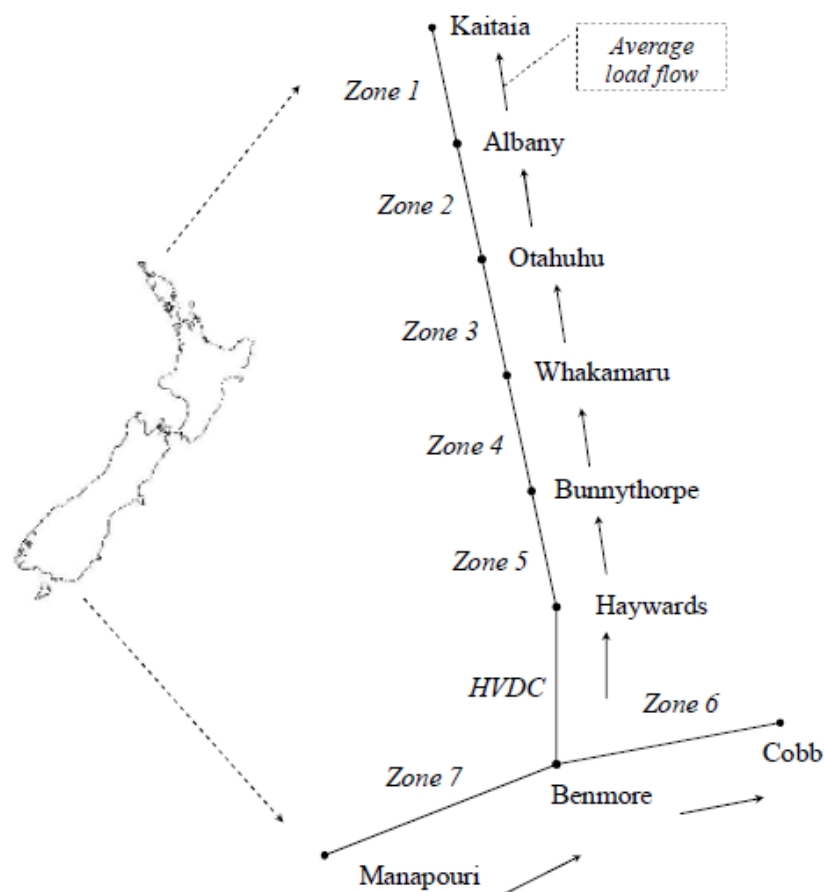 Kaitaia
Average
load flow
Zone 1
Albany
Zone 2
Otahuhu
Zone 3
Whakamaru
Zone 4
Bunnythorpe
Zone 5
Haywards
HVDC
Zone 6
Cobb
Zone 7
Benmore
Manapouri